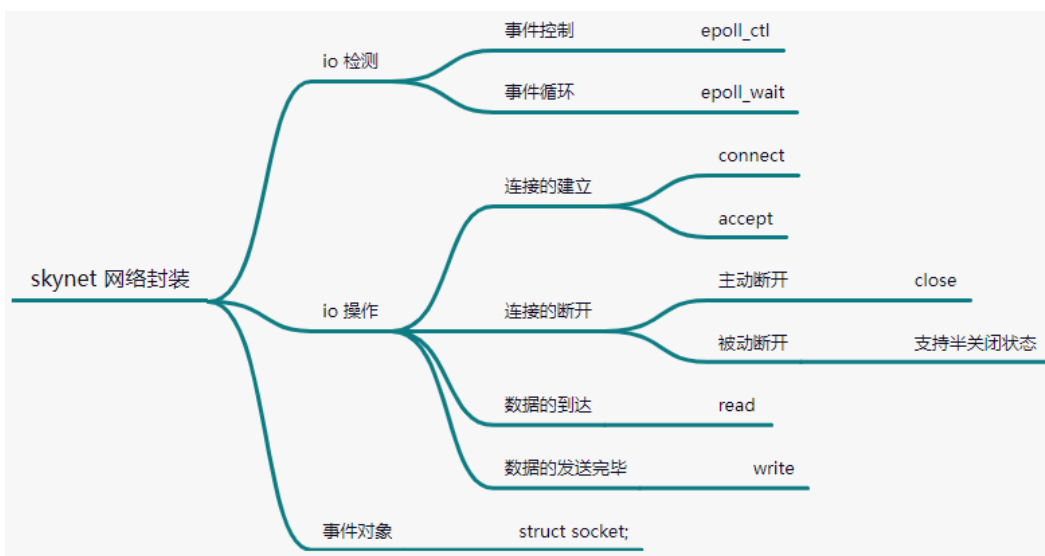 skynet 网络封装
io 检测
事件控制
epoll_ctl
事件循环
epoll_wait
io 操作
连接的建立
connect
accept
连接的断开
主动断开
close
被动断开
支持半关闭状态
数据的到达
read
数据的发送完毕
write
事件对象
struct socket;